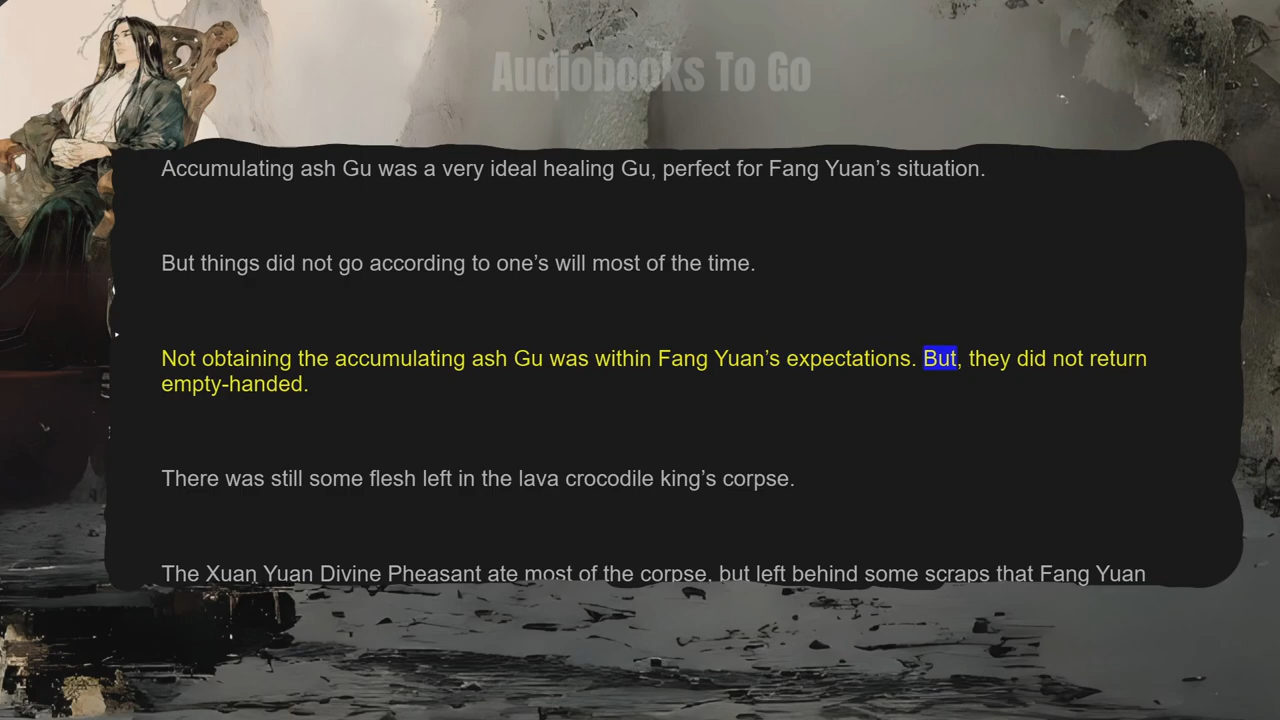 Audiobooks To Go
Accumulating ash Gu was a very ideal healing Gu, perfect for Fang Yuan’s situation.
But things did not go according to one’s will most of the time.
Not obtaining the accumulating ash Gu was within Fang Yuan’s expectations. But, they did not return
empty-handed.
There was still some flesh left in the lava crocodile king’s corpse.
The Xuan Yuan Divine Pheasant ate most of the corpse, but left behind some scraps that Fang Yuan